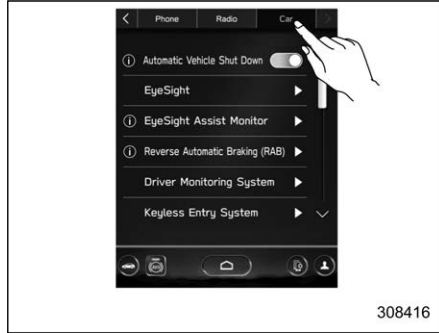 Phone Radio Car
Automatic Vehicle Shut Down
EyeSight
EyeSight Assist Monitor
Reverse Automatic Braking (RAB)
Driver Monitoring System
Keyless Entry System
308416